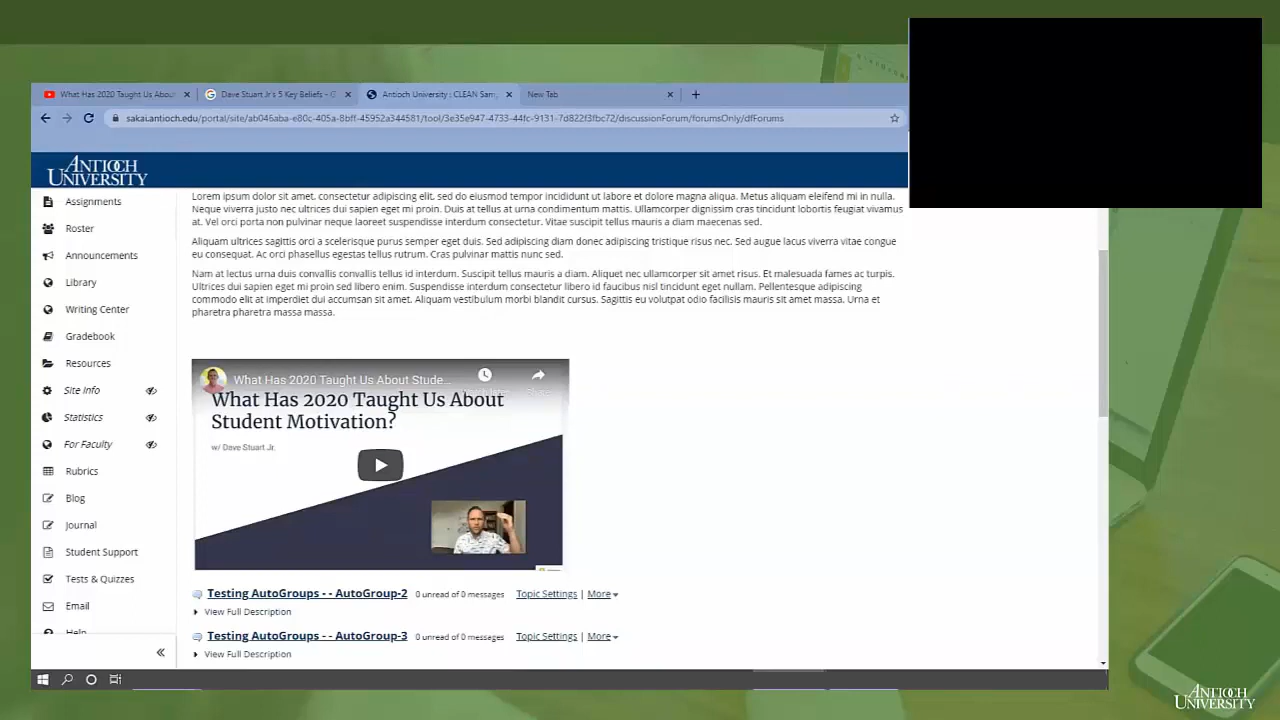 What Has 2020 Taught Us About
Dave Stuart Jr's 5 Key Beliefs - G
Antioch University : CLEAN Sam
New Tab
sakai.antioch.edu/portal/site/ab046aba-e80c-405a-8bff-45952a344581/tool/3e35e947-4733-44fc-9131-7d822f3fbc72/discussionForum/forumsOnly/dfForums
ANTIOCH
UNIVERSITY
Assignments
Roster
Announcements
Library
Writing Center
Gradebook
Resources
Site Info
Statistics
For Faculty
Rubrics
Blog
Journal
Student Support
Tests & Quizzes
Email
Help
Lorem ipsum dolor sit amet, consectetur adipiscing elit, sed do eiusmod tempor incididunt ut labore et dolore magna aliqua. Metus aliquam eleifend mi in nulla.
Neque viverra justo nec ultrices dui sapien eget mi proin. Duis at tellus at urna condimentum mattis. Ullamcorper dignissim cras tincidunt lobortis feugiat vivamus
at. Vel orci porta non pulvinar neque laoreet suspendisse interdum consectetur. Vitae suscipit tellus mauris a diam maecenas sed.
Aliquam ultrices sagittis orci a scelerisque purus semper eget duis. Sed adipiscing diam donec adipiscing tristique risus nec. Sed augue lacus viverra vitae congue
eu consequat. Ac orci phasellus egestas tellus rutrum. Cras pulvinar mattis nunc sed.
Nam at lectus urna duis convallis convallis tellus id interdum. Suscipit tellus mauris a diam. Aliquet nec ullamcorper sit amet risus. Et malesuada fames ac turpis.
Ultrices dui sapien eget mi proin sed libero enim. Suspendisse interdum consectetur libero id faucibus nisl tincidunt eget nullam. Pellentesque adipiscing
commodo elit at imperdiet dui accumsan sit amet. Aliquam vestibulum morbi blandit cursus. Sagittis eu volutpat odio facilisis mauris sit amet massa. Urna et
pharetra pharetra massa massa.
What Has 2020 Taught Us About Stude...
What Has 2020 Taught Us About
Student Motivation?
w/ Dave Stuart Jr.
Testing AutoGroups - - AutoGroup-2 0 unread of 0 messages Topic Settings | More
View Full Description
Testing AutoGroups - - AutoGroup-3 0 unread of 0 messages Topic Settings | More
View Full Description
ANTIOCH
UNIVERSITY